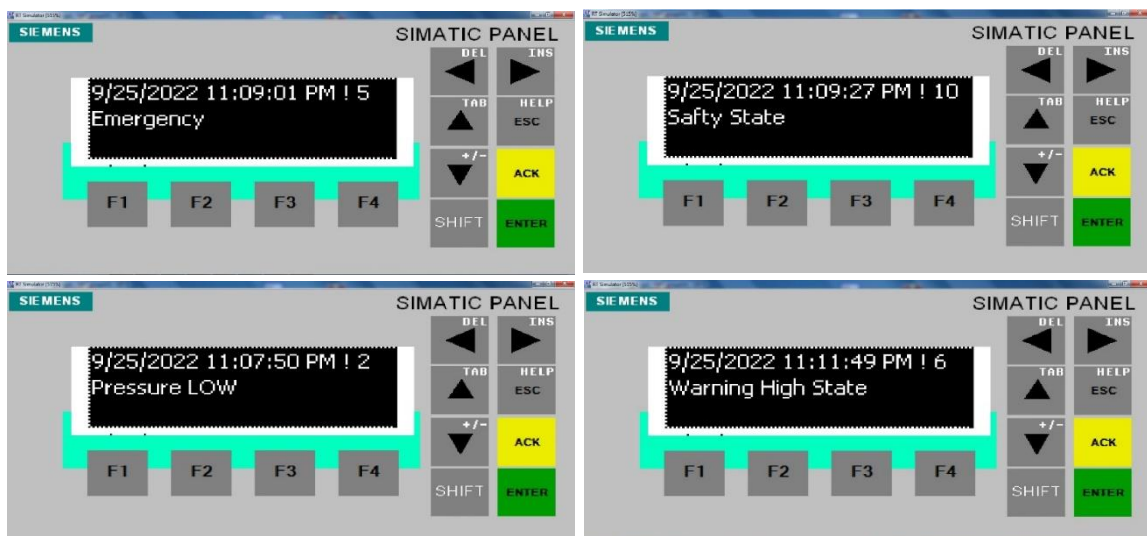 RT Simulator [515%]
SIEMENS
SIMATIC PANEL
DEL INS
9/25/2022 11:09:01 PM ! 5
Emergency
TAB HELP
ESC
+/-
ACK
F1 F2 F3 F4
SHIFT ENTER
SIEMENS
SIMATIC PANEL
DEL INS
9/25/2022 11:09:27 PM ! 10
Safty State
TAB HELP
ESC
+/-
ACK
F1 F2 F3 F4
SHIFT ENTER
SIEMENS
SIMATIC PANEL
DEL INS
9/25/2022 11:07:50 PM ! 2
Pressure LOW
TAB HELP
ESC
+/-
ACK
F1 F2 F3 F4
SHIFT ENTER
SIEMENS
SIMATIC PANEL
DEL INS
9/25/2022 11:11:49 PM ! 6
Warning High State
TAB HELP
ESC
+/-
ACK
F1 F2 F3 F4
SHIFT ENTER